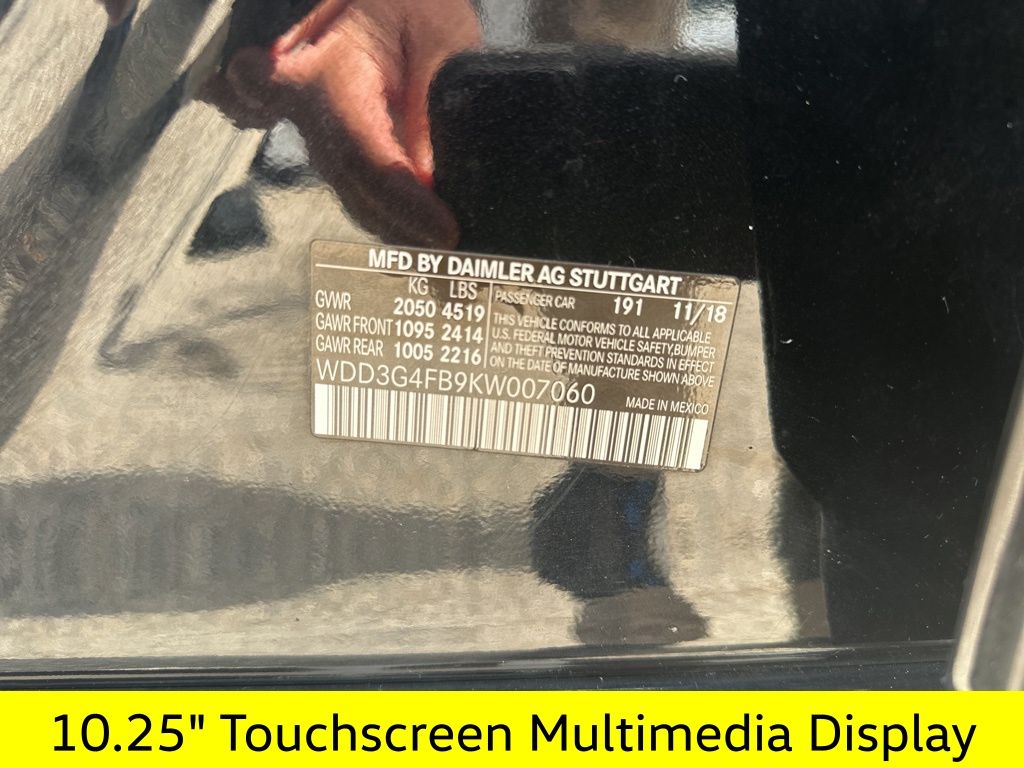 MFD BY DAIMLER AG STUTTGART
KG LBS
GVWR 2050 4519
GAWR FRONT 1095 2414
GAWR REAR 1005 2216
PASSENGER CAR 191 11/18
THIS VEHICLE CONFORMS TO ALL APPLICABLE
U.S. FEDERAL MOTOR VEHICLE SAFETY, BUMPER
AND THEFT PREVENTION STANDARDS IN EFFECT
ON THE DATE OF MANUFACTURE SHOWN ABOVE
WDD3G4FB9KW007060
MADE IN MEXICO
10.25" Touchscreen Multimedia Display